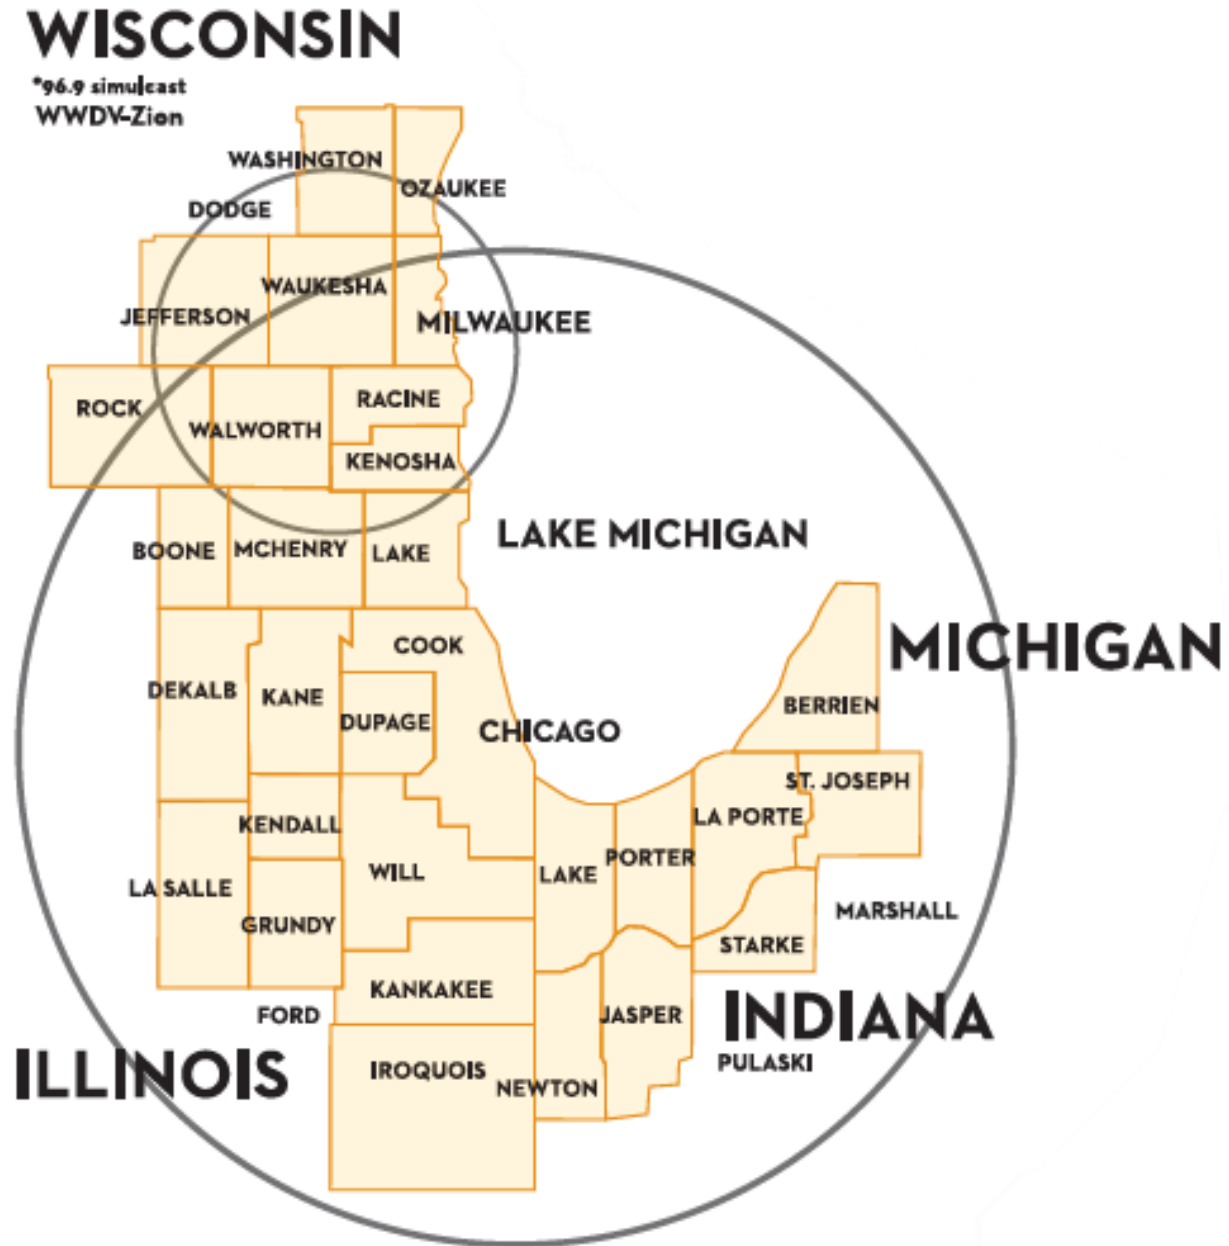 WISCONSIN
*96.9 simulcast
WWDV-Zion
WASHINGTON
OZAUKEE
DODGE
WAUKESHA
JEFFERSON
MILWAUKEE
RACINE
ROCK
WALWORTH
KENOSHA
LAKE MICHIGAN
BOONE
MCHENRY
LAKE
COOK
MICHIGAN
DEKALB
KANE
BERRIEN
DUPAGE
CHICAGO
ST. JOSEPH
LA PORTE
KENDALL
PORTER
WILL
LAKE
LA SALLE
MARSHALL
GRUNDY
STARKE
KANKAKEE
FORD
JASPER
INDIANA
PULASKI
ILLINOIS
IROQUOIS
NEWTON